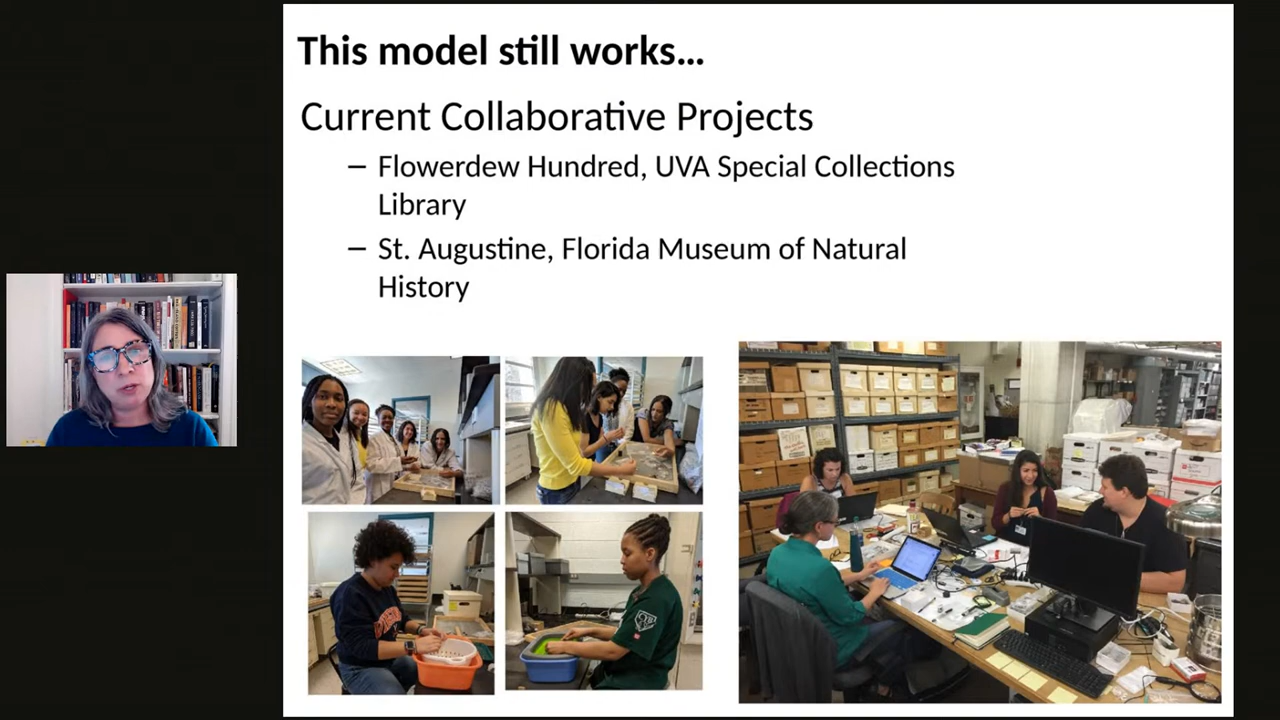 This model still works...
Current Collaborative Projects
– Flowerdew Hundred, UVA Special Collections
Library
– St. Augustine, Florida Museum of Natural
History